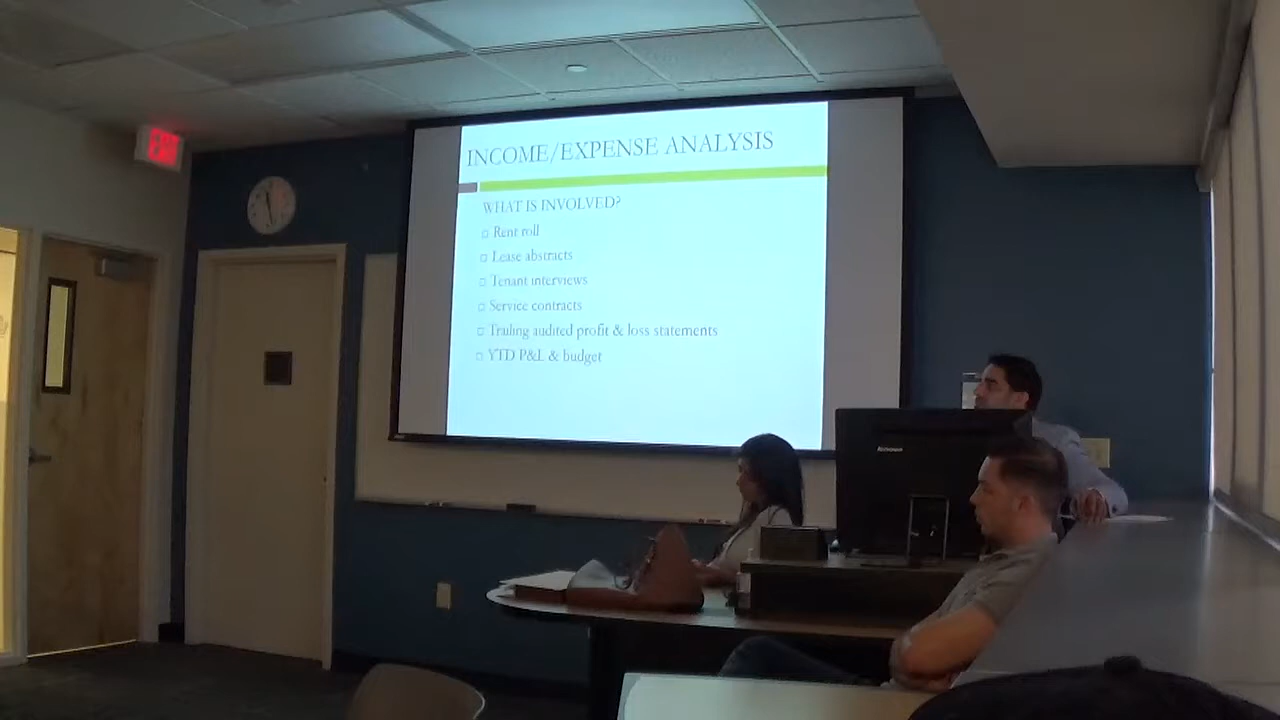 EXIT
INCOME/EXPENSE ANALYSIS
WHAT IS INVOLVED?
Rent roll
Lease abstracts
Tenant interviews
Service contracts
Trailing audited profit & loss statements
YTD P&L & budget
Lenovo